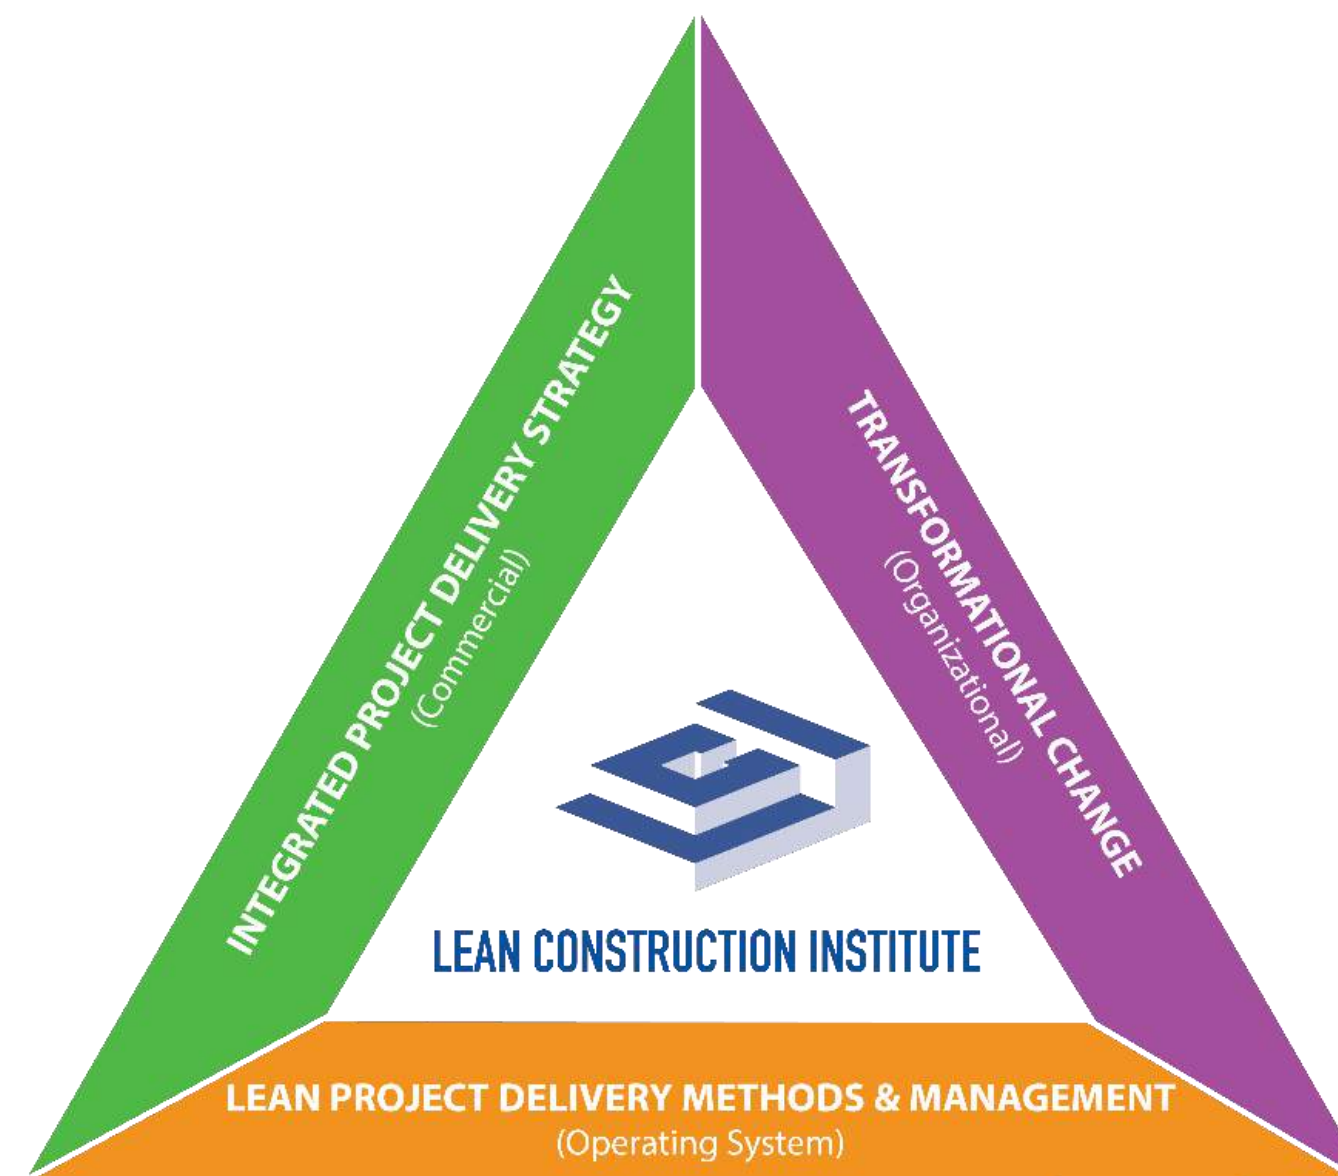 INTEGRATED PROJECT DELIVERY STRATEGY
(Commercial)
TRANSFORMATIONAL CHANGE
(Organizational)
LEAN CONSTRUCTION INSTITUTE
LEAN PROJECT DELIVERY METHODS & MANAGEMENT
(Operating System)